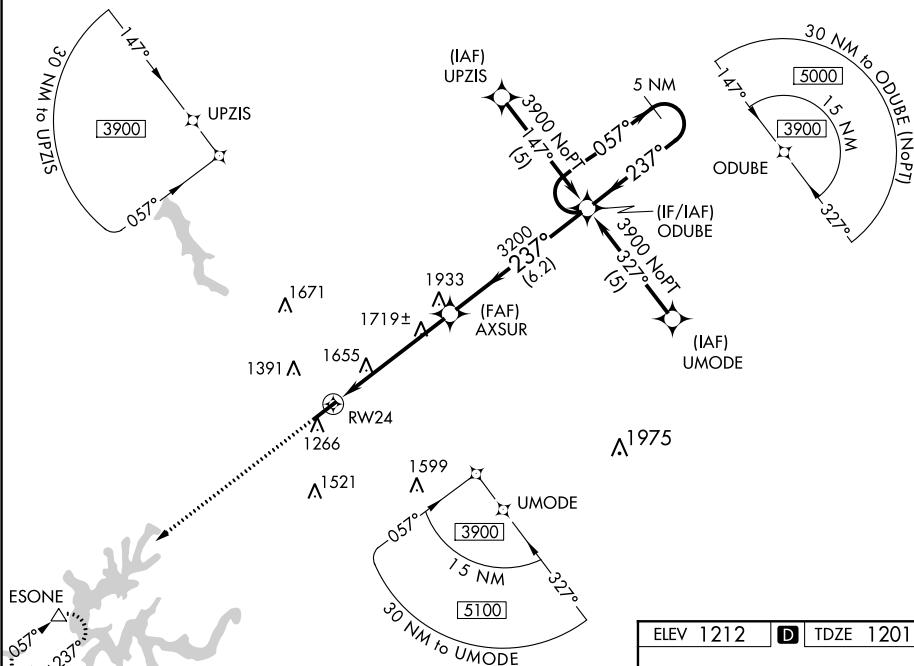 147°
30 NM to UPZIS
3900
UPZIS
057°
(IAF)
UPZIS
3900 NoPT
147°
(5)
5 NM
057°
237°
(IF/IAF)
ODUBE
3900 NoPT
327°
(5)
(IAF)
UMODE
30 NM to ODUBE (NoPT)
5000
147°
15 NM
3900
ODUBE
327°
3200
237°
(6.2)
(FAF)
AXSUR
1933
1719±
1671
1655
1391
RW24
1266
1521
1599
1975
UMODE
057°
3900
15 NM
327°
5100
30 NM to UMODE
ESONE
057°
237°
ELEV 1212 D TDZE 1201